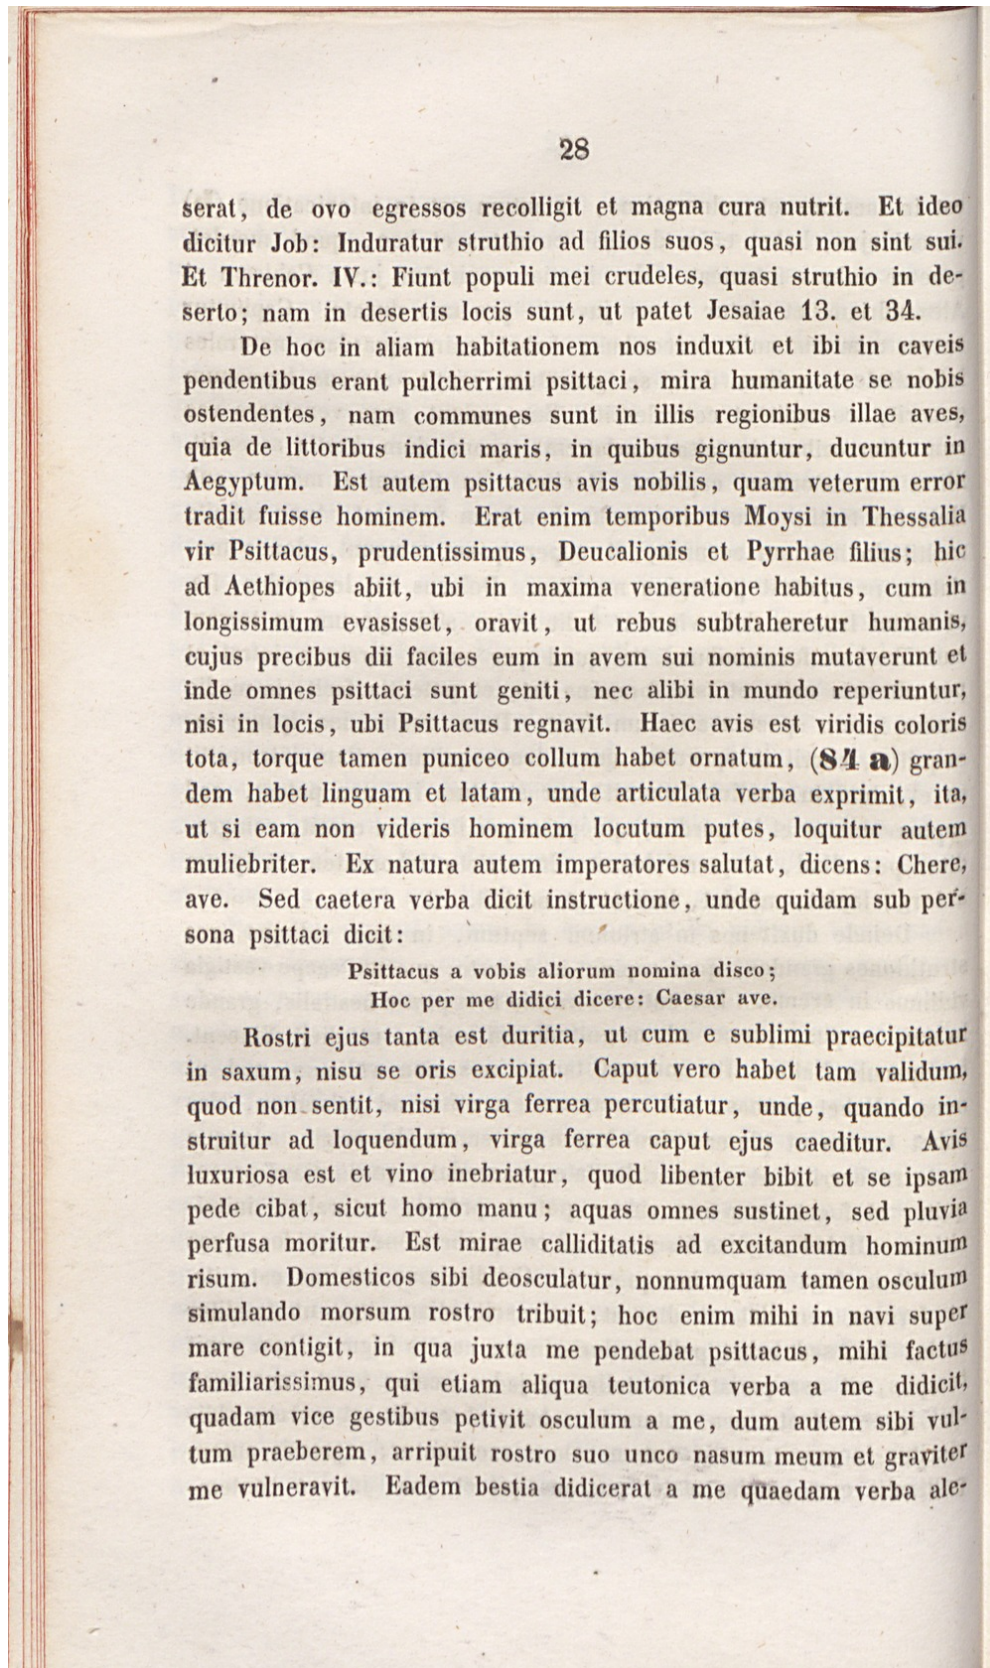 28
serat, de ovo egressos recolligit et magna cura nutrit. Et ideo
dicitur Job: Induratur struthio ad filios suos, quasi non sint sui.
Et Threnor. IV.: Fiunt populi mei crudeles, quasi struthio in de-
serto; nam in desertis locis sunt, ut patet Jesaiae 13. et 34.
De hoc in aliam habitationem nos induxit et ibi in caveis
pendentibus erant pulcherrimi psittaci, mira humanitate se nobis
ostendentes, nam communes sunt in illis regionibus illae aves,
quia de littoribus indici maris, in quibus gignuntur, ducuntur in
Aegyptum. Est autem psittacus avis nobilis, quam veterum error
tradit fuisse hominem. Erat enim temporibus Moysi in Thessalia
vir Psittacus, prudentissimus, Deucalionis et Pyrrhae filius; hic
ad Aethiopes abiit, ubi in maxima veneratione habitus, cum in
longissimum evasisset, oravit, ut rebus subtraheretur humanis,
cujus precibus dii faciles eum in avem sui nominis mutaverunt et
inde omnes psittaci sunt geniti, nec alibi in mundo reperiuntur,
nisi in locis, ubi Psittacus regnavit. Haec avis est viridis coloris
tota, torque tamen puniceo collum habet ornatum, (84 a) gran-
dem habet linguam et latam, unde articulata verba exprimit, ita,
ut si eam non videris hominem locutum putes, loquitur autem
muliebriter. Ex natura autem imperatores salutat, dicens: Chere,
ave. Sed caetera verba dicit instructione, unde quidam sub per-
sona psittaci dicit:
Psittacus a vobis aliorum nomina disco;
Hoc per me didici dicere: Caesar ave.
Rostri ejus tanta est duritia, ut cum e sublimi praecipitatur
in saxum, nisu se oris excipiat. Caput vero habet tam validum,
quod non sentit, nisi virga ferrea percutiatur, unde, quando in-
struitur ad loquendum, virga ferrea caput ejus caeditur. Avis
luxuriosa est et vino inebriatur, quod libenter bibit et se ipsam
pede cibat, sicut homo manu; aquas omnes sustinet, sed pluvia
perfusa moritur. Est mirae calliditatis ad excitandum hominum
risum. Domesticos sibi deosculatur, nonnumquam tamen osculum
simulando morsum rostro tribuit; hoc enim mihi in navi super
mare contigit, in qua juxta me pendebat psittacus, mihi factus
familiarissimus, qui etiam aliqua teutonica verba a me didicit,
quadam vice gestibus petivit osculum a me, dum autem sibi vul-
tum praeberem, arripuit rostro suo unco nasum meum et graviter
me vulneravit. Eadem bestia didicerat a me quaedam verba ale-